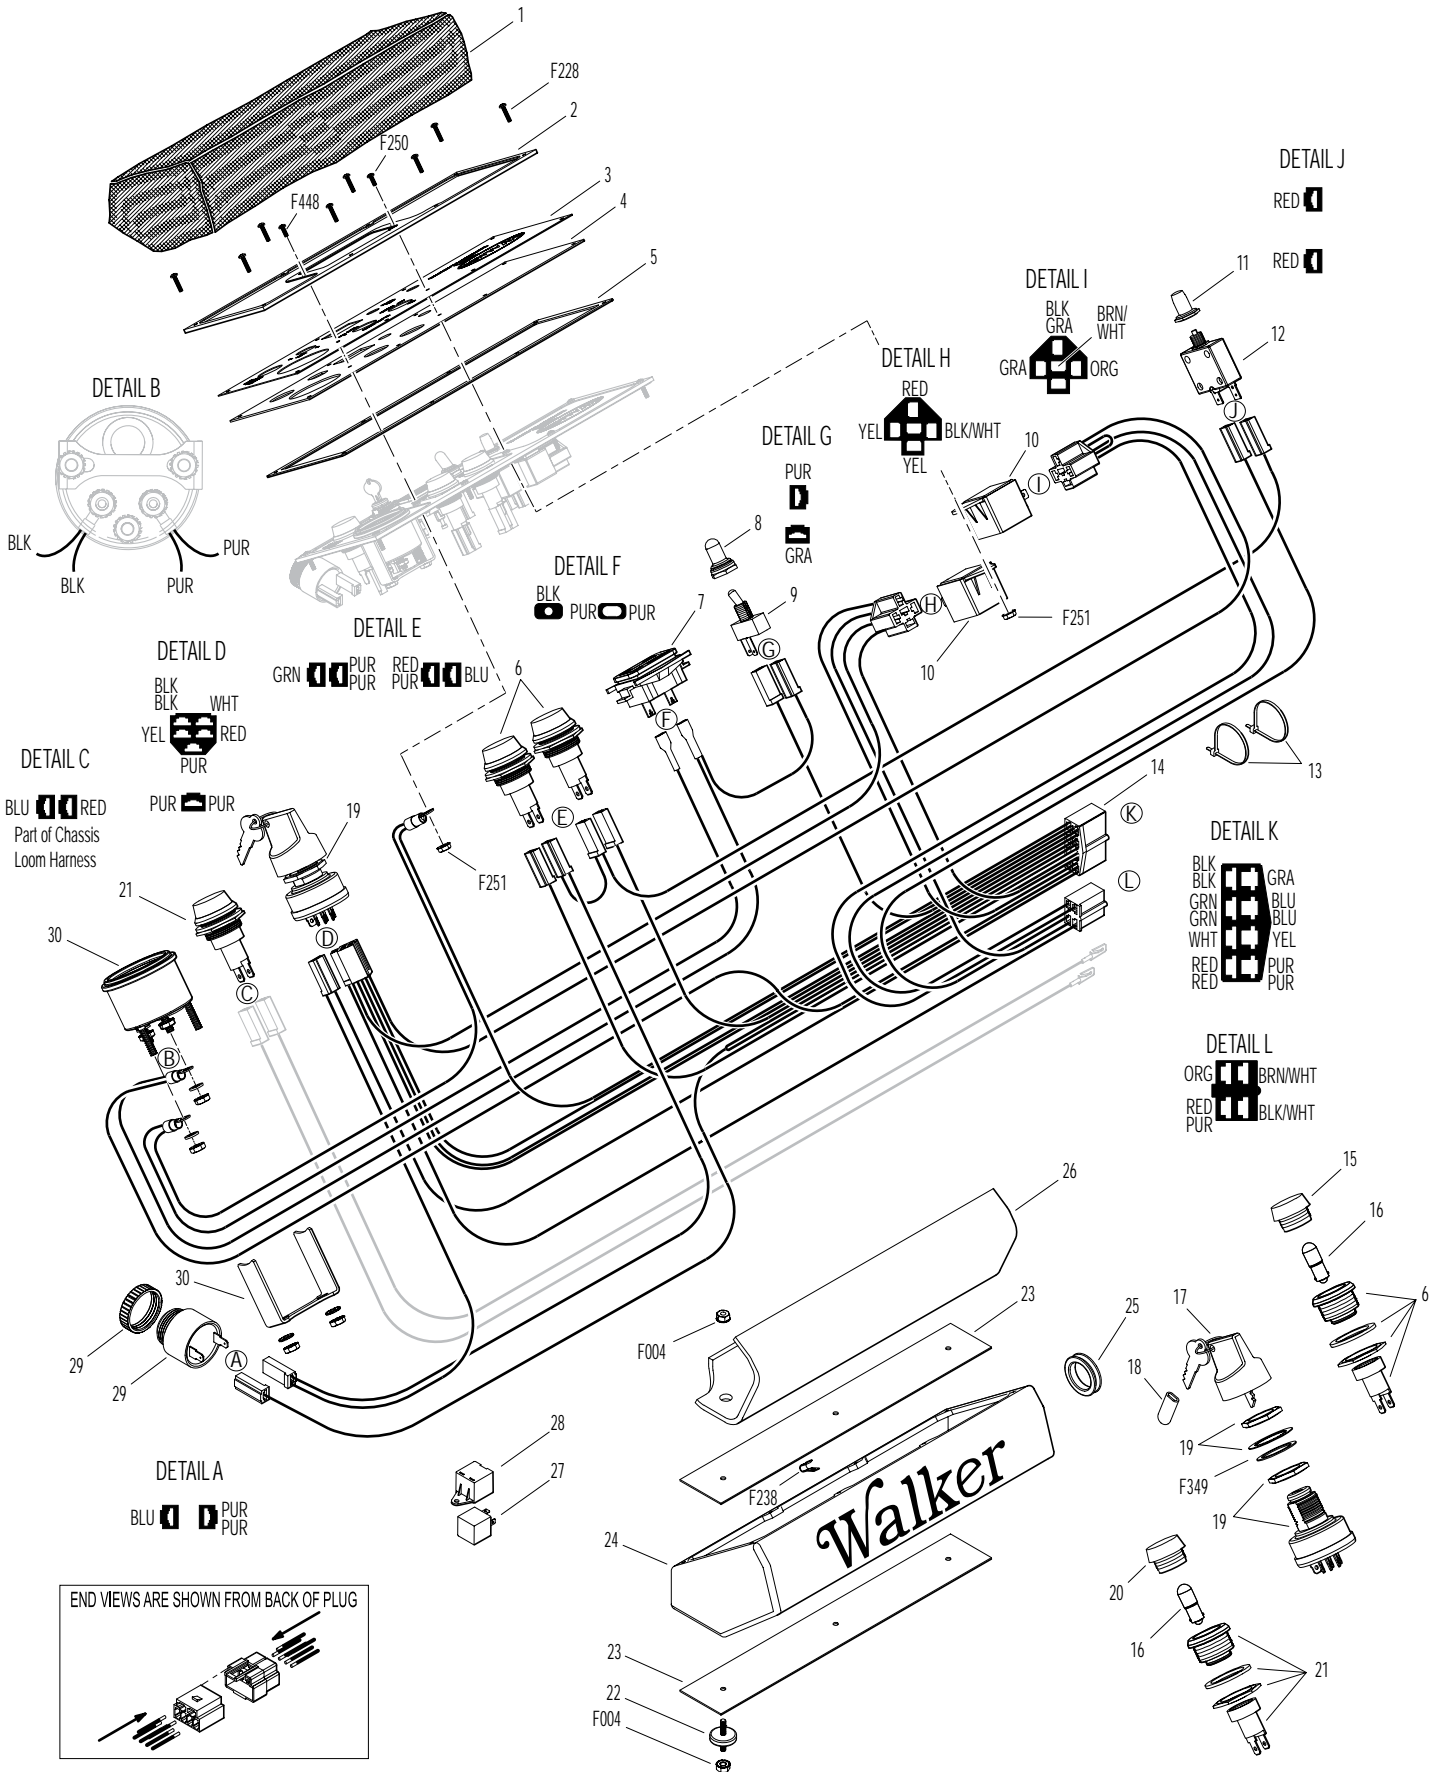 1
F228
2
F250
3
F448
4
5
DETAIL J
RED
RED
11
12
J
DETAIL I
BLK
GRA
BRN/
WHT
GRA
ORG
DETAIL H
RED
YEL
BLK/WHT
YEL
10
I
DETAIL G
PUR
GRA
8
9
G
H
10
F251
DETAIL B
BLK
BLK
PUR
PUR
DETAIL F
BLK
PUR
PUR
7
F
DETAIL E
GRN
PUR
PUR
RED
PUR
BLU
6
E
DETAIL D
BLK
BLK
WHT
YEL
RED
PUR
PUR
PUR
DETAIL C
BLU
RED
Part of Chassis
Loom Harness
19
D
F251
21
C
30
B
13
14
K
L
DETAIL K
BLK
BLK
GRA
GRN
GRN
BLU
BLU
WHT
YEL
RED
RED
PUR
PUR
DETAIL L
ORG
BRN/WHT
RED
PUR
BLK/WHT
30
29
29
A
26
F004
23
25
15
16
6
17
18
19
F349
19
28
27
F238
24
Walker
DETAIL A
BLU
PUR
PUR
20
16
21
23
22
F004
END VIEWS ARE SHOWN FROM BACK OF PLUG